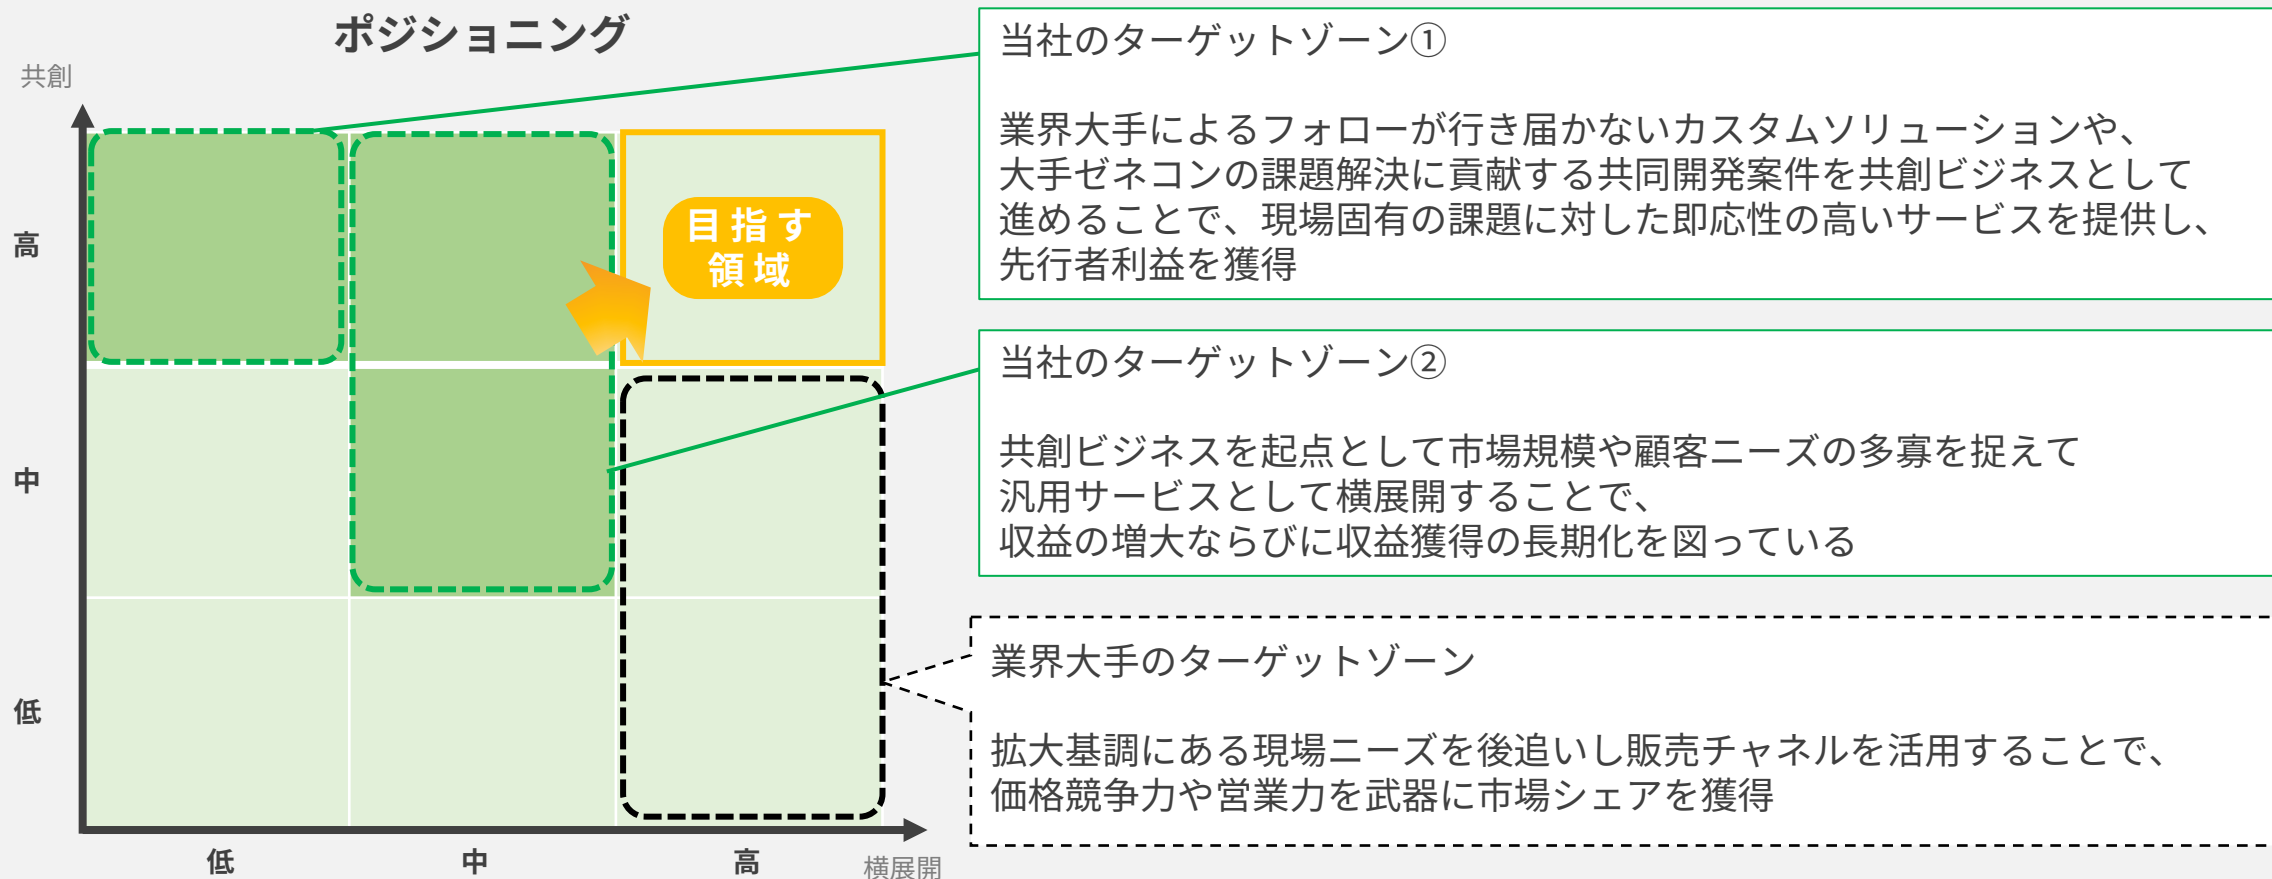 ポジショニング
共創
高
中
低
低
中
高
横展開
目指す
領域
当社のターゲットゾーン①
業界大手によるフォローが行き届かないカスタムソリューションや、
大手ゼネコンの課題解決に貢献する共同開発案件を共創ビジネスとして
進めることで、現場固有の課題に対した即応性の高いサービスを提供し、
先行者利益を獲得
当社のターゲットゾーン②
共創ビジネスを起点として市場規模や顧客ニーズの多寡を捉えて
汎用サービスとして横展開することで、
収益の増大ならびに収益獲得の長期化を図っている
業界大手のターゲットゾーン
拡大基調にある現場ニーズを後追いし販売チャネルを活用することで、
価格競争力や営業力を武器に市場シェアを獲得